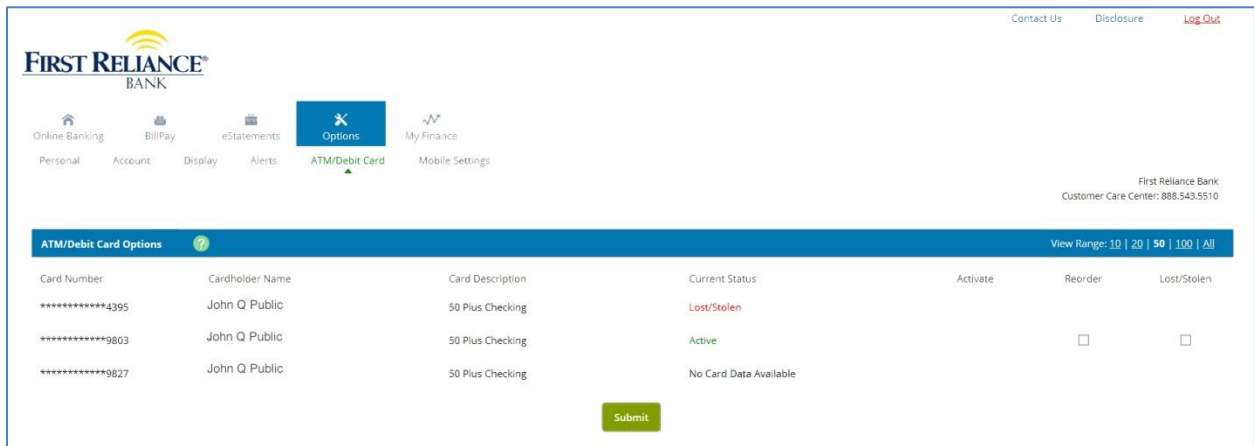 Contact Us Disclosure Log Out
FIRST RELIANCE®
BANK
Online Banking BillPay eStatements Options My Finance
Personal Account Display Alerts ATM/Debit Card Mobile Settings
First Reliance Bank
Customer Care Center: 888.543.5510
ATM/Debit Card Options ? View Range: 10 | 20 | 50 | 100 | All
Card Number Cardholder Name Card Description Current Status Activate Reorder Lost/Stolen
************4395 John Q Public 50 Plus Checking Lost/Stolen
************9803 John Q Public 50 Plus Checking Active
************9827 John Q Public 50 Plus Checking No Card Data Available
Submit